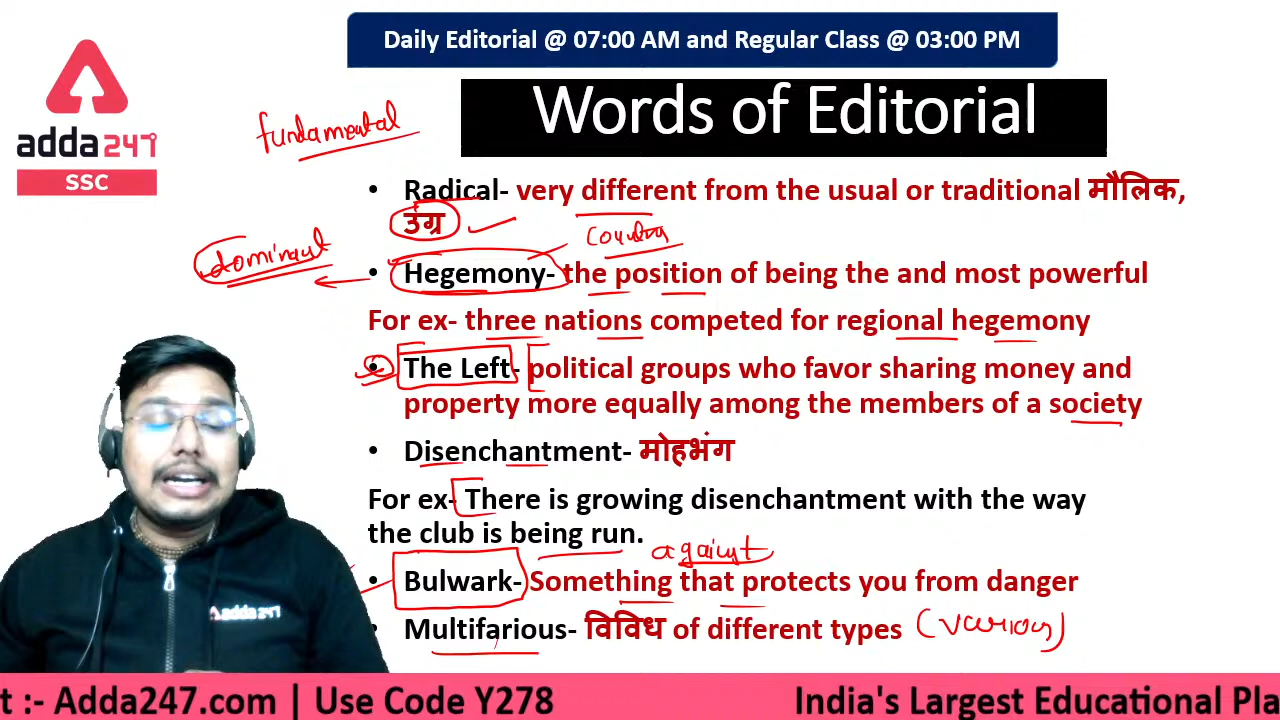 Daily Editorial @ 07:00 AM and Regular Class @ 03:00 PM
adda247
SSC
Words of Editorial
fundamental
• Radical- very different from the usual or traditional मौलिक,
उंग्र
country
dominant
• Hegemony- the position of being the and most powerful
For ex- three nations competed for regional hegemony
• The Left- political groups who favor sharing money and
property more equally among the members of a society
• Disenchantment- मोहभंग
For ex- There is growing disenchantment with the way
the club is being run.
against
• Bulwark- Something that protects you from danger
• Multifarious- विविध of different types (various)
adda247
t :- Adda247.com | Use Code Y278
India's Largest Educational Pla